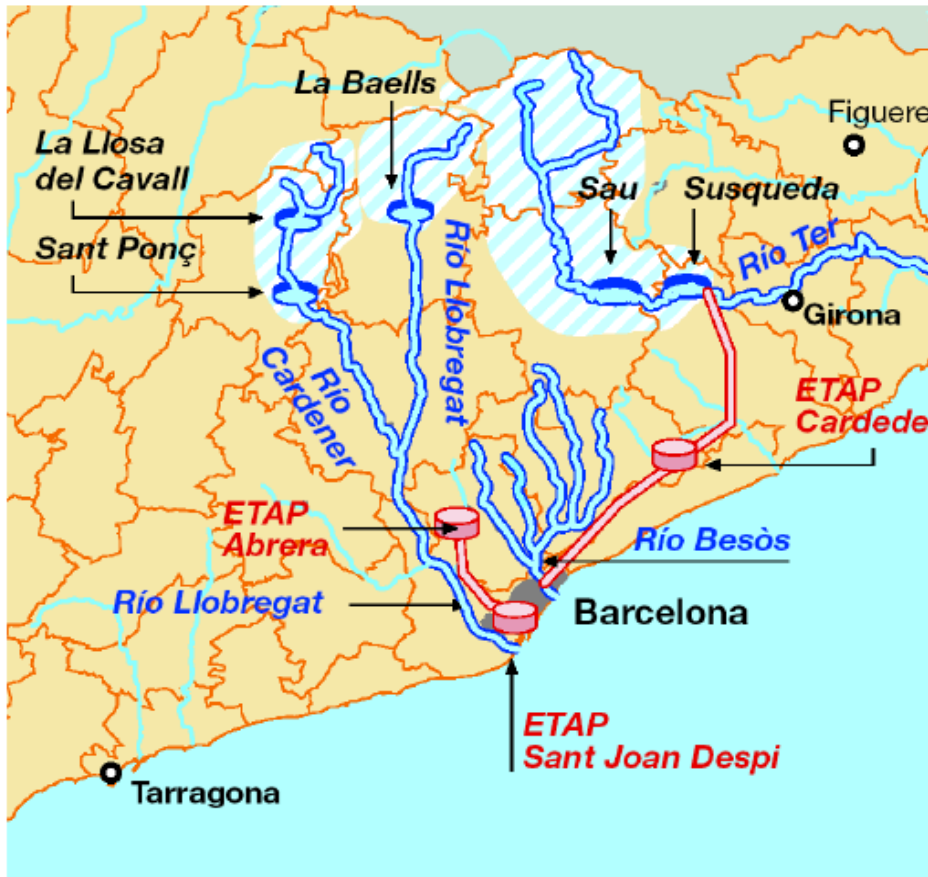 La Baells
Figuere
La Llosa
del Cavall
Sau
Susqueda
Sant Ponç
Río Ter
Río Llobregat
Girona
Río
Cardener
ETAP
Cardede
ETAP
Abrera
Río Besòs
Río Llobregat
Barcelona
ETAP
Sant Joan Despi
Tarragona